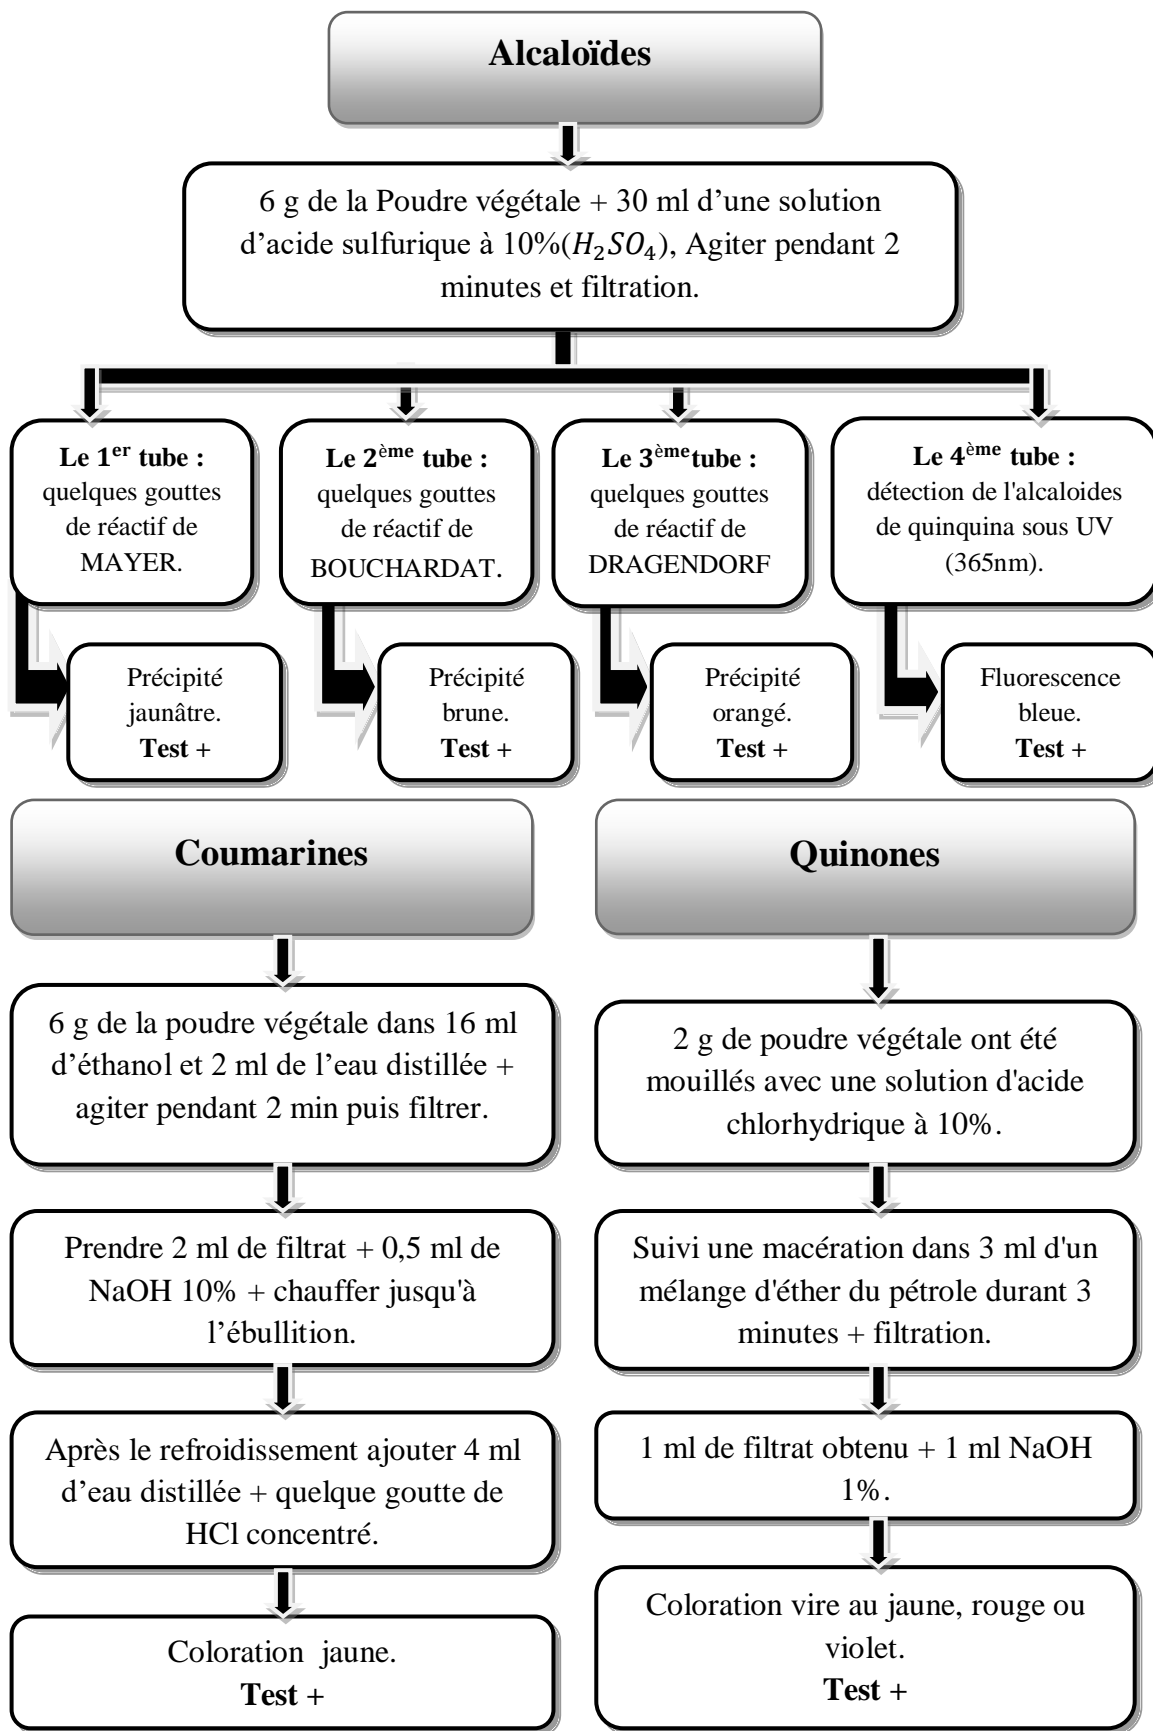 Alcaloïdes
6 g de la Poudre végétale + 30 ml d’une solution
d’acide sulfurique à 10%(H₂SO₄), Agiter pendant 2
minutes et filtration.
Le 1ᵉʳ tube :
quelques gouttes
de réactif de
MAYER.
Le 2ᵉᵐᵉ tube :
quelques gouttes
de réactif de
BOUCHARDAT.
Le 3ᵉᵐᵉtube :
quelques gouttes
de réactif de
DRAGENDORF
Le 4ᵉᵐᵉ tube :
détection de l'alcaloides
de quinquina sous UV
(365nm).
Précipité
jaunâtre.
Test +
Précipité
brune.
Test +
Précipité
orangé.
Test +
Fluorescence
bleue.
Test +
Coumarines
6 g de la poudre végétale dans 16 ml
d’éthanol et 2 ml de l’eau distillée +
agiter pendant 2 min puis filtrer.
Prendre 2 ml de filtrat + 0,5 ml de
NaOH 10% + chauffer jusqu'à
l’ébullition.
Après le refroidissement ajouter 4 ml
d’eau distillée + quelque goutte de
HCl concentré.
Coloration jaune.
Test +
Quinones
2 g de poudre végétale ont été
mouillés avec une solution d'acide
chlorhydrique à 10%.
Suivi une macération dans 3 ml d'un
mélange d'éther du pétrole durant 3
minutes + filtration.
1 ml de filtrat obtenu + 1 ml NaOH
1%.
Coloration vire au jaune, rouge ou
violet.
Test +